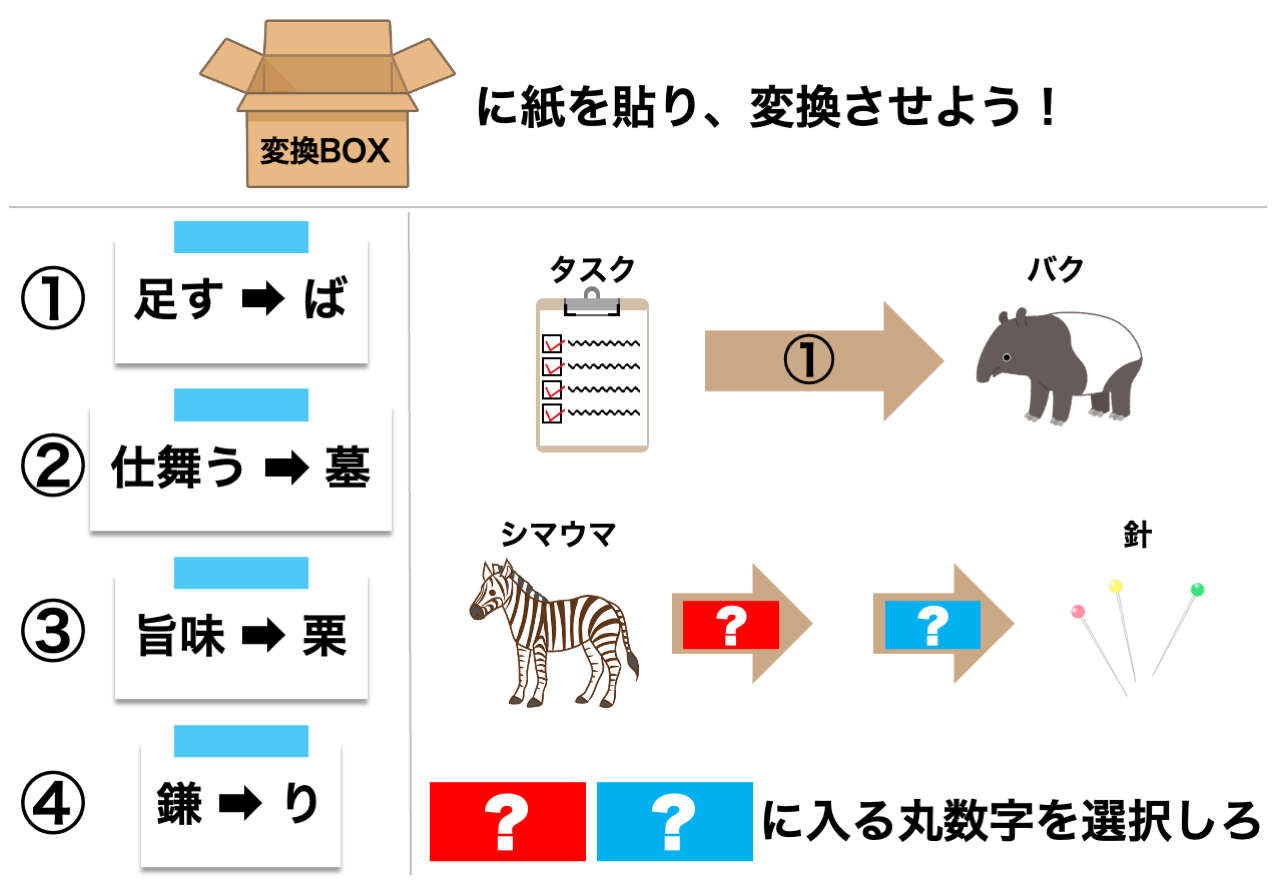 変換BOX
に紙を貼り、変換させよう！
① 足す ➡ ば
② 仕舞う ➡ 墓
③ 旨味 ➡ 栗
④ 鎌 ➡ り
タスク
①
バク
シマウマ
？
？
針
？ ？ に入る丸数字を選択しろ